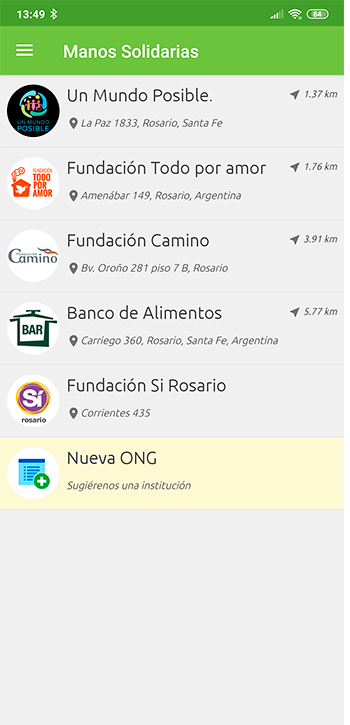 13:49
84
Manos Solidarias
UN MUNDO
POSIBLE
Un Mundo Posible.
1.37 km
La Paz 1833, Rosario, Santa Fe
FUNDACIÓN
TODO
POR
AMOR
Fundación Todo por amor
1.76 km
Amenábar 149, Rosario, Argentina
Fundación
Camino
Fundación Camino
3.91 km
Bv. Oroño 281 piso 7 B, Rosario
BAR
Banco de Alimentos
5.77 km
Carriego 360, Rosario, Santa Fe, Argentina
Sí
rosario
Fundación Si Rosario
Corrientes 435
Nueva ONG
Sugiérenos una institución